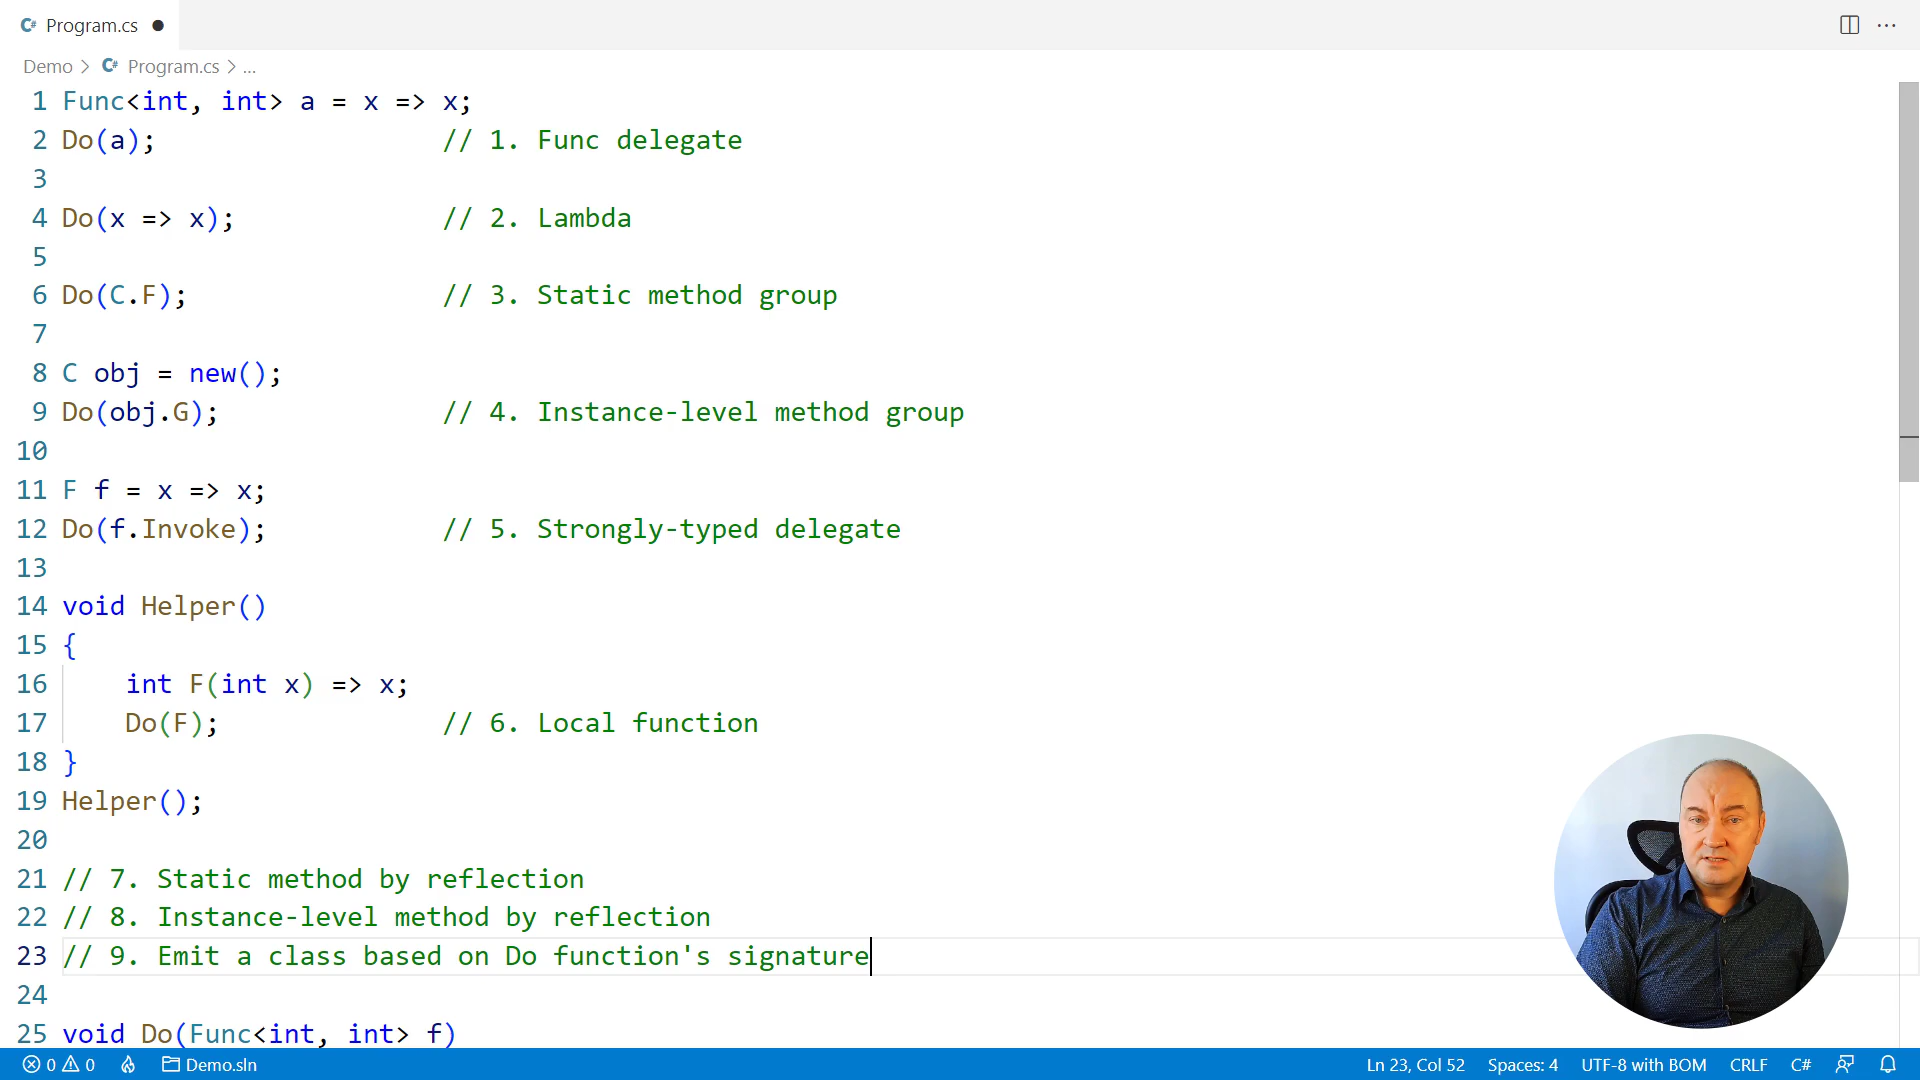 C# Program.cs ●
Demo > C# Program.cs > ...
1 Func<int, int> a = x => x;
2 Do(a); // 1. Func delegate
3
4 Do(x => x); // 2. Lambda
5
6 Do(C.F); // 3. Static method group
7
8 C obj = new();
9 Do(obj.G); // 4. Instance-level method group
10
11 F f = x => x;
12 Do(f.Invoke); // 5. Strongly-typed delegate
13
14 void Helper()
15 {
16 int F(int x) => x;
17 Do(F); // 6. Local function
18 }
19 Helper();
20
21 // 7. Static method by reflection
22 // 8. Instance-level method by reflection
23 // 9. Emit a class based on Do function's signature
24
25 void Do(Func<int, int> f)
0 0 Demo.sln Ln 23, Col 52 Spaces: 4 UTF-8 with BOM CRLF C#